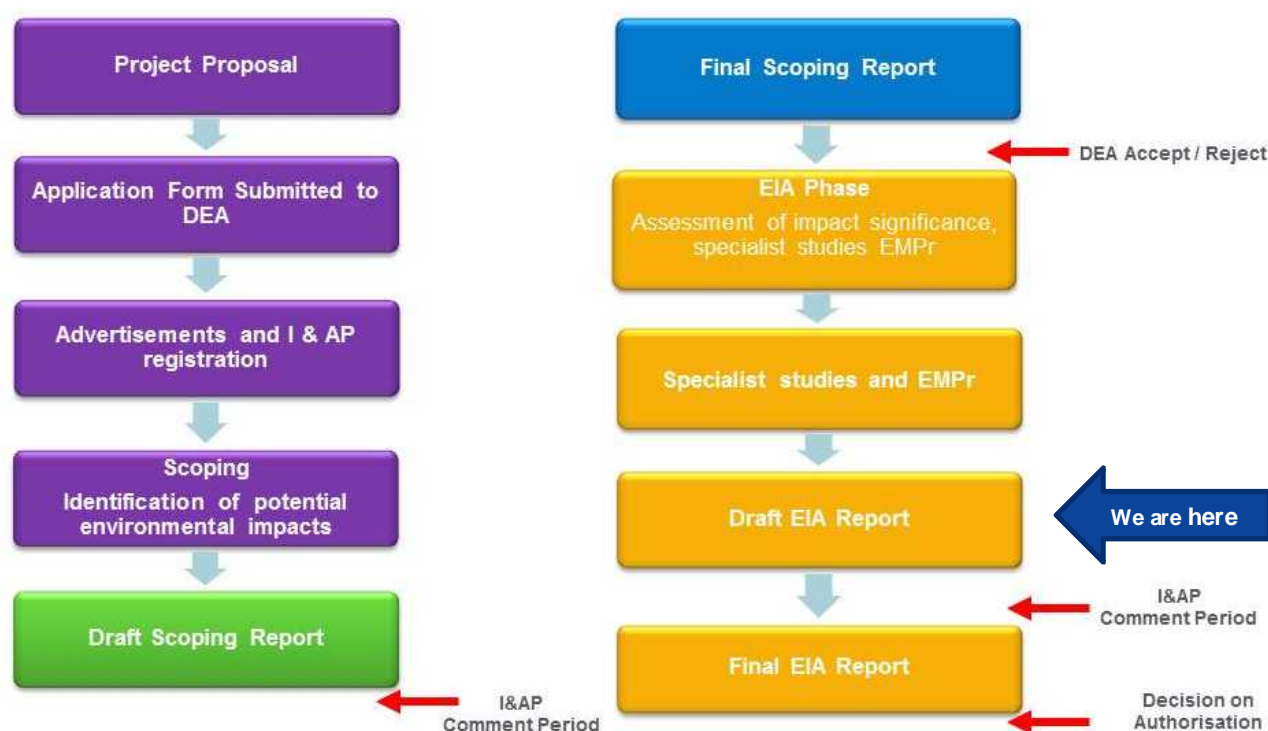 Project Proposal
Application Form Submitted to
DEA
Advertisements and I & AP
registration
Scoping
Identification of potential
environmental impacts
Draft Scoping Report
I&AP
Comment Period
Final Scoping Report
DEA Accept / Reject
EIA Phase
Assessment of impact significance,
specialist studies EMPr
Specialist studies and EMPr
Draft EIA Report
We are here
I&AP
Comment Period
Final EIA Report
Decision on
Authorisation